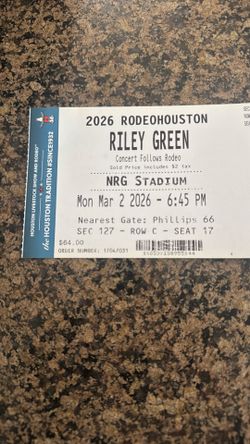 2026 RODEOHOUSTON
RILEY GREEN
Concert Follows Rodeo
Gold Price includes $2 tax
NRG STADIUM
Mon Mar 2 2026 - 6:45 PM
Nearest Gate: Phillips 66
SEC 127 - ROW C - SEAT 17
$64.00
HOUSTON LIVESTOCK SHOW AND RODEO
the HOUSTON TRADITION #SINCE1932